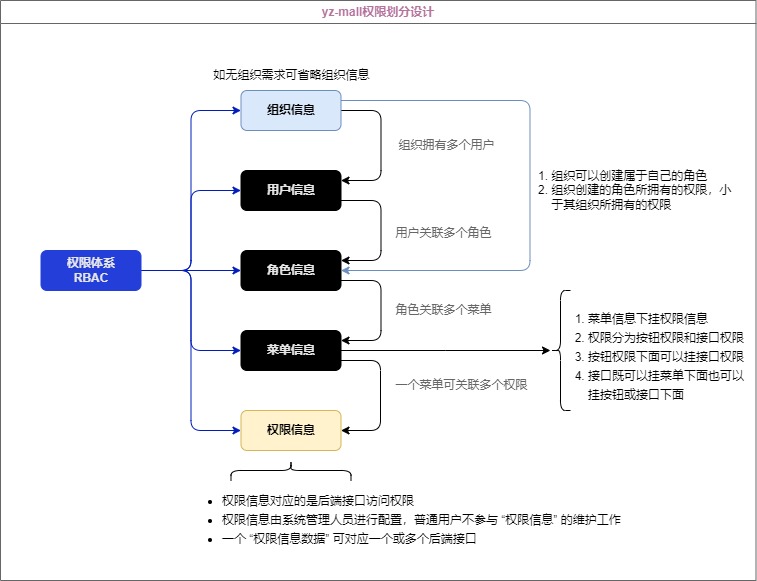 yz-mall权限划分设计
如无组织需求可省略组织信息
组织信息
组织拥有多个用户
1. 组织可以创建属于自己的角色
2. 组织创建的角色所拥有的权限，小
于其组织所拥有的权限
用户信息
用户关联多个角色
权限体系
RBAC
角色信息
角色关联多个菜单
菜单信息
1. 菜单信息下挂权限信息
2. 权限分为按钮权限和接口权限
3. 按钮权限下面可以挂接口权限
4. 接口既可以挂菜单下面也可以
挂按钮或接口下面
一个菜单可关联多个权限
权限信息
• 权限信息对应的是后端接口访问权限
• 权限信息由系统管理人员进行配置，普通用户不参与 “权限信息” 的维护工作
• 一个 “权限信息数据” 可对应一个或多个后端接口